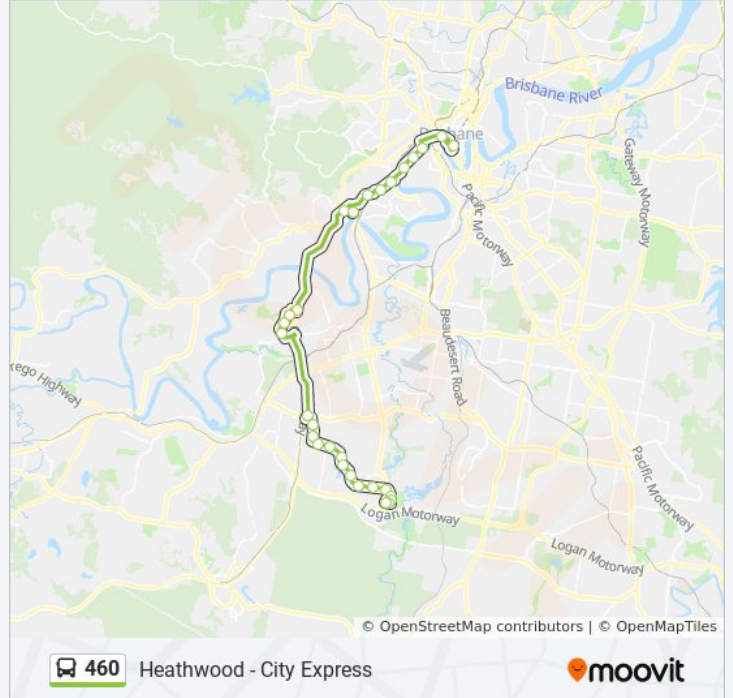 Brisbane River
Brisbane
Gateway Motorway
Pacific Motorway
Beaudesert Road
rego Highway
Pacific Motorway
Logan Motorway
Logan Motorway
© OpenStreetMap contributors | © OpenMapTiles
460 Heathwood - City Express
moovit